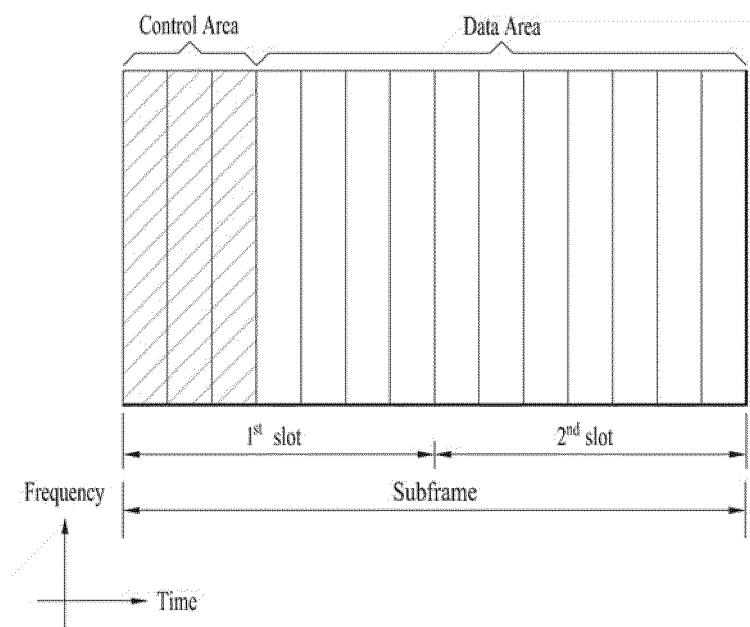 Control Area
Data Area
1st slot
2nd slot
Subframe
Frequency
Time